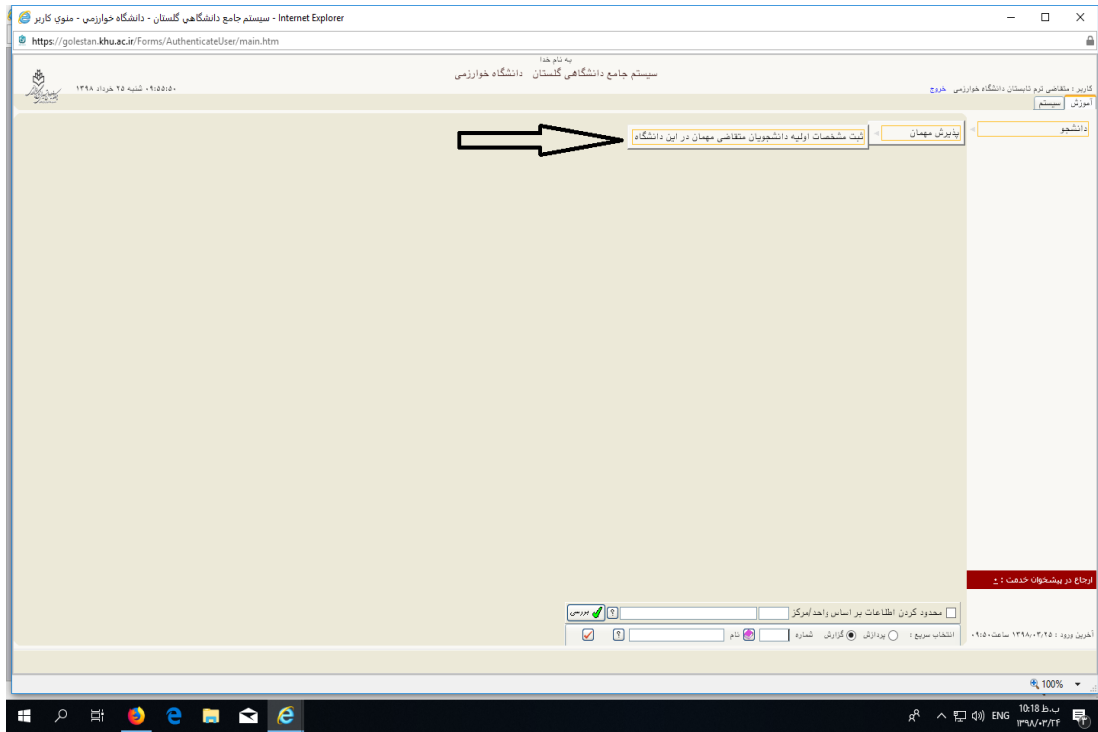 سیستم جامع دانشگاهی گلستان - دانشگاه خوارزمی - منوی کاربر - Internet Explorer
https://golestan.khu.ac.ir/Forms/AuthenticateUser/main.htm
به نام خدا
سیستم جامع دانشگاهی گلستان دانشگاه خوارزمی
۰۹:۵۵:۵۰ شنبه ۲۵ خرداد ۱۳۹۸
کاربر : متقاضی ترم تابستان دانشگاه خوارزمی خروج
آموزش سیستم
دانشجو
پذیرش مهمان
ثبت مشخصات اولیه دانشجویان متقاضی مهمان در این دانشگاه
ارجاع در پیشخوان خدمت : ۰
محدود کردن اطلاعات بر اساس واحد/مرکز ? بررسی
انتخاب سریع : پردازش گزارش شماره نام ?
آخرین ورود : ۱۳۹۸/۰۳/۲۵ ساعت ۰۹:۵۰
100%
ENG
10:18 ب.ظ
۱۳۹۸/۰۳/۲۴